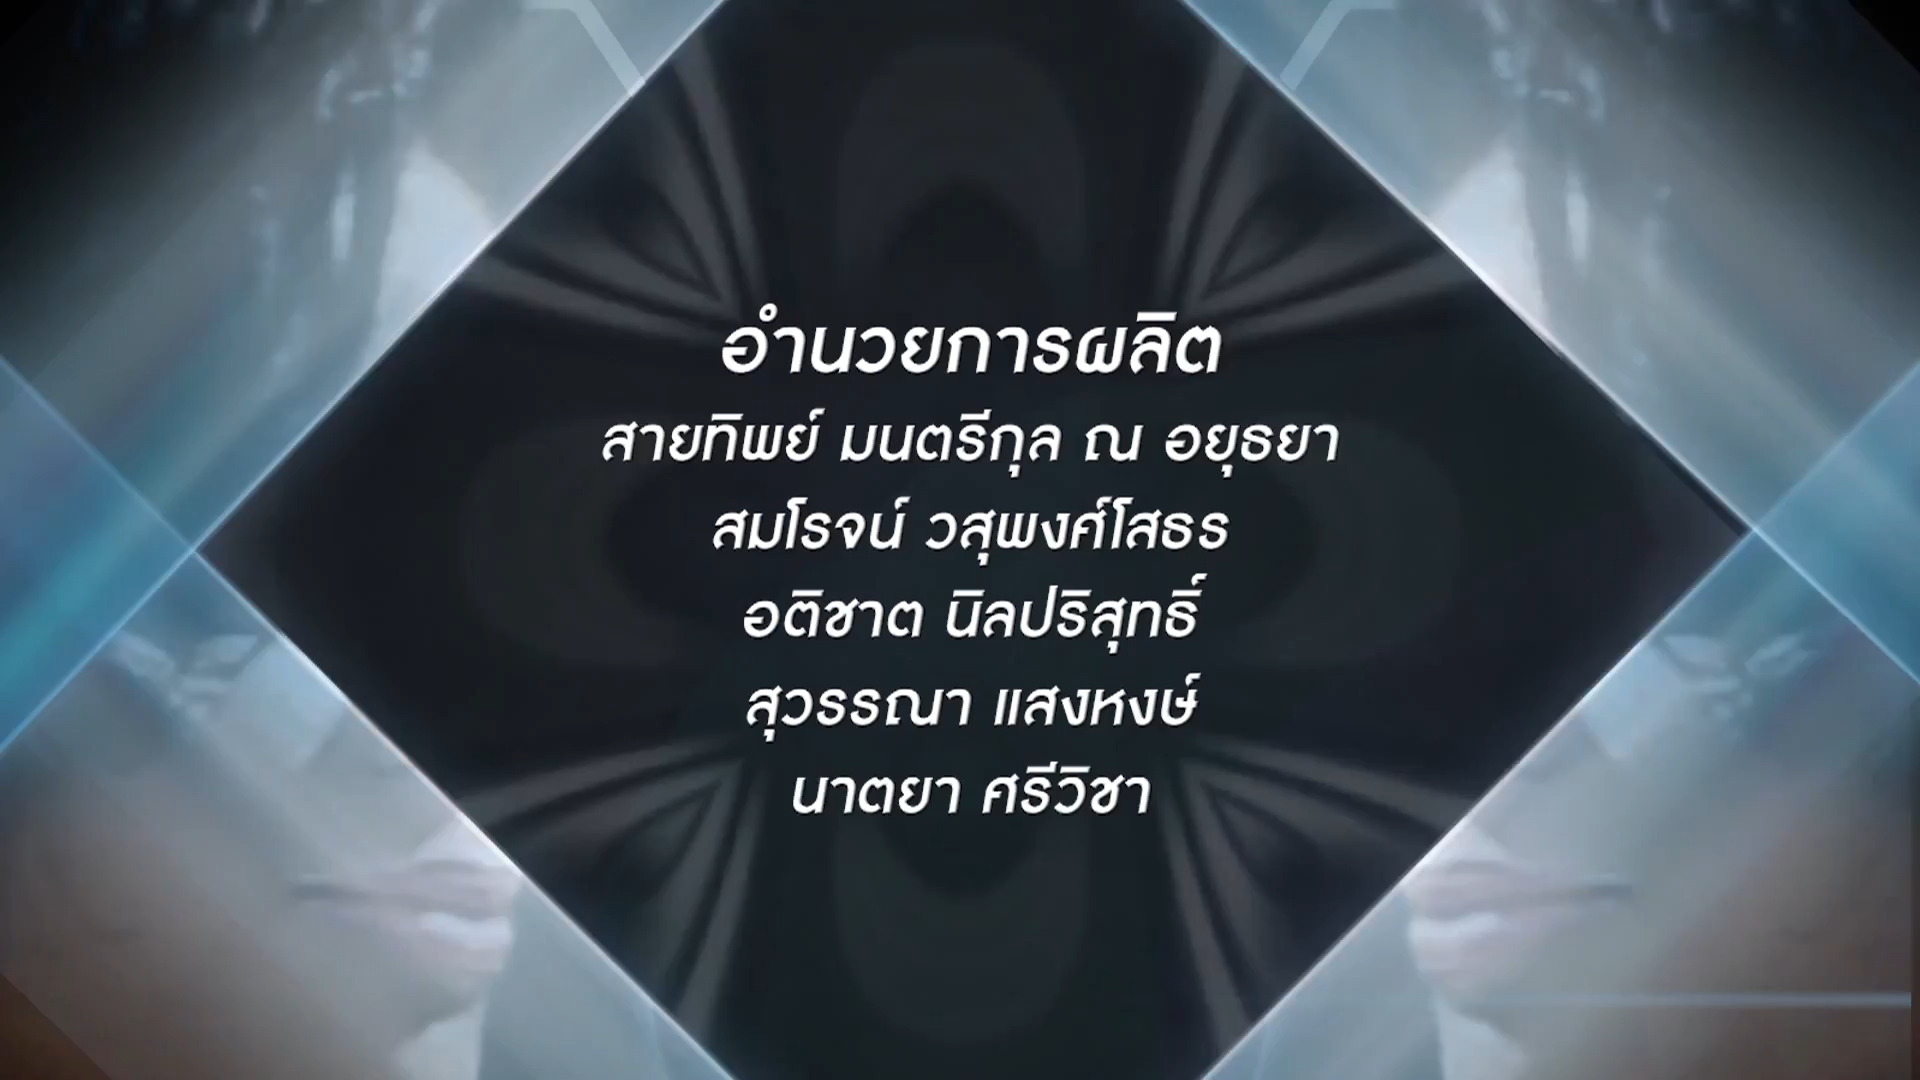 อำนวยการผลิต
สายทิพย์ มนตรีกุล ณ อยุธยา
สมโรจน์ วสุพงศ์โสธร
อติชาต นิลปริสุทธิ์
สุวรรณา แสงหงษ์
นาตยา ศรีวิชา